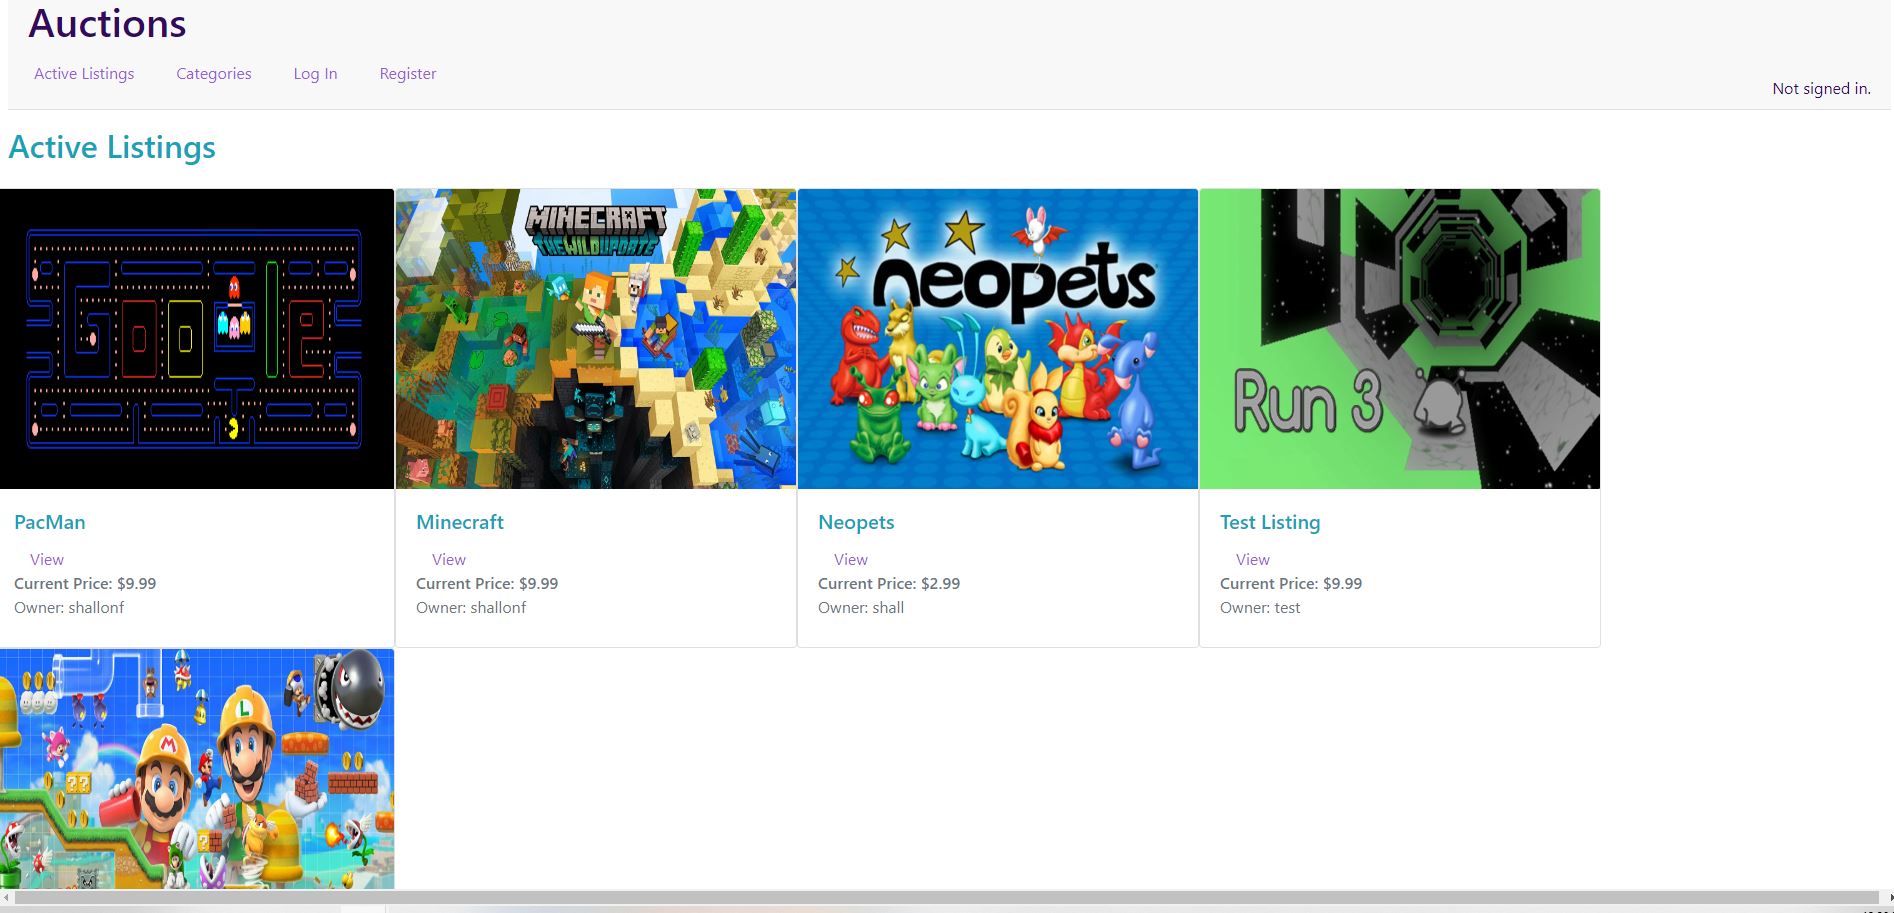 Auctions
Active Listings Categories Log In Register
Not signed in.
Active Listings
Google
MINECRAFT
THE WILD UPDATE
neopets
Run 3
PacMan
View
Current Price: $9.99
Owner: shallonf
Minecraft
View
Current Price: $9.99
Owner: shallonf
Neopets
View
Current Price: $2.99
Owner: shall
Test Listing
View
Current Price: $9.99
Owner: test
M
L